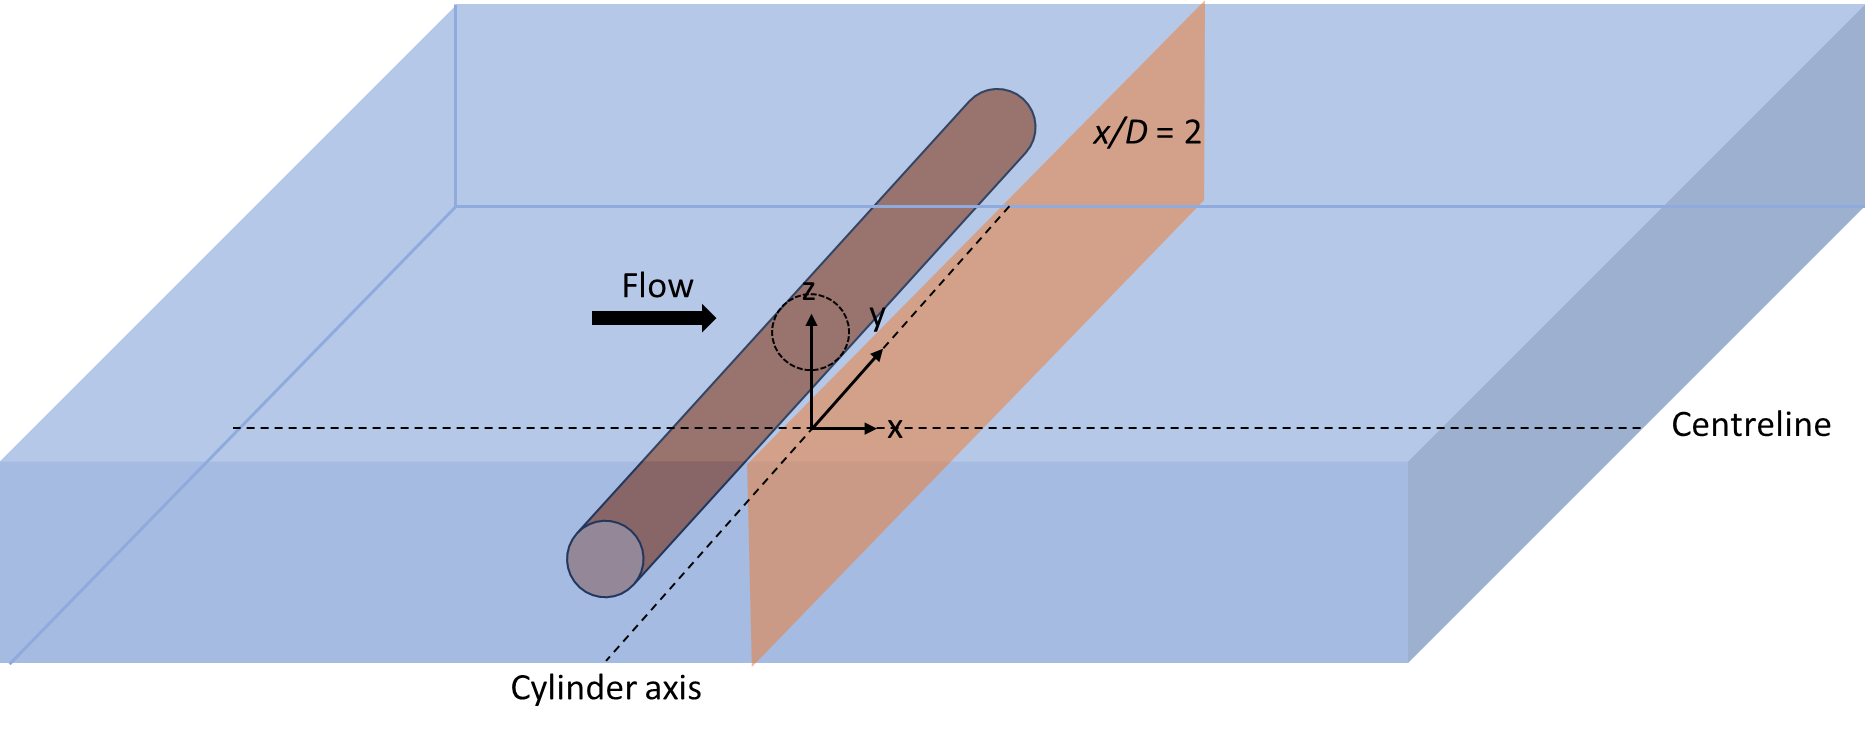 x/D = 2
Flow
z
y
x
Centreline
Cylinder axis